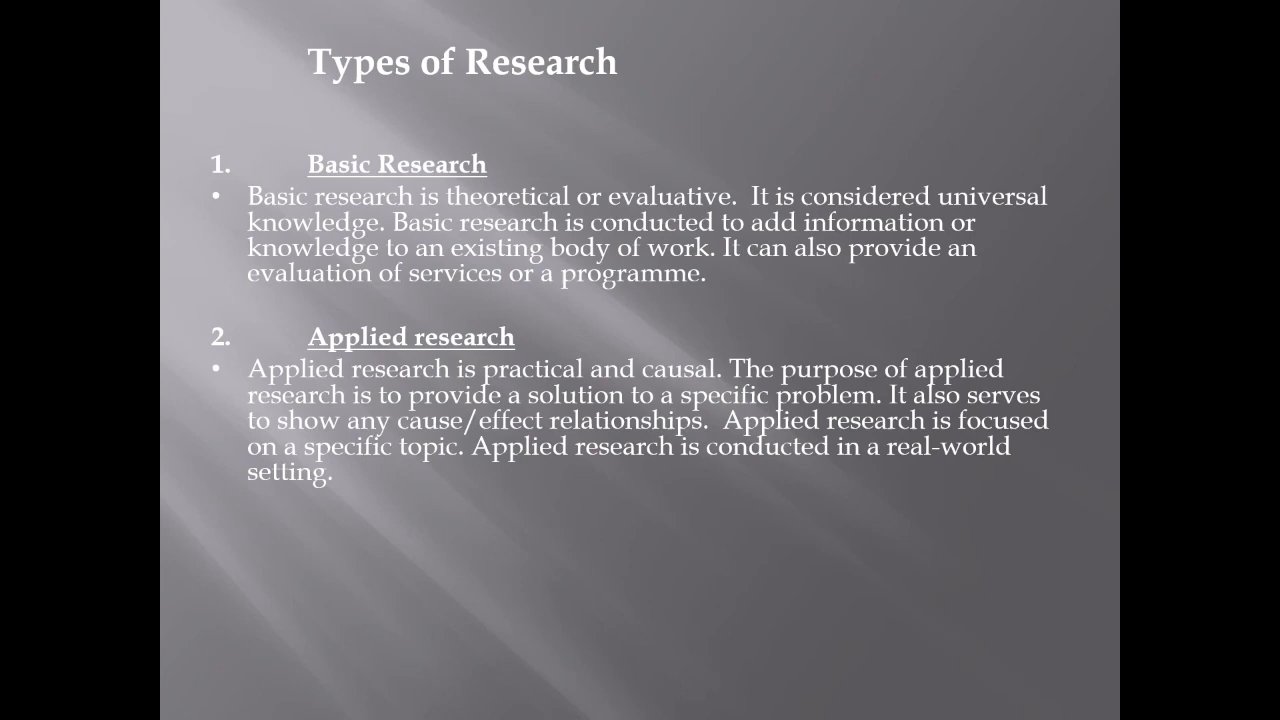 Types of Research
1. Basic Research
• Basic research is theoretical or evaluative.  It is considered universal
knowledge. Basic research is conducted to add information or
knowledge to an existing body of work. It can also provide an
evaluation of services or a programme.
2. Applied research
• Applied research is practical and causal. The purpose of applied
research is to provide a solution to a specific problem. It also serves
to show any cause/effect relationships.  Applied research is focused
on a specific topic. Applied research is conducted in a real-world
setting.